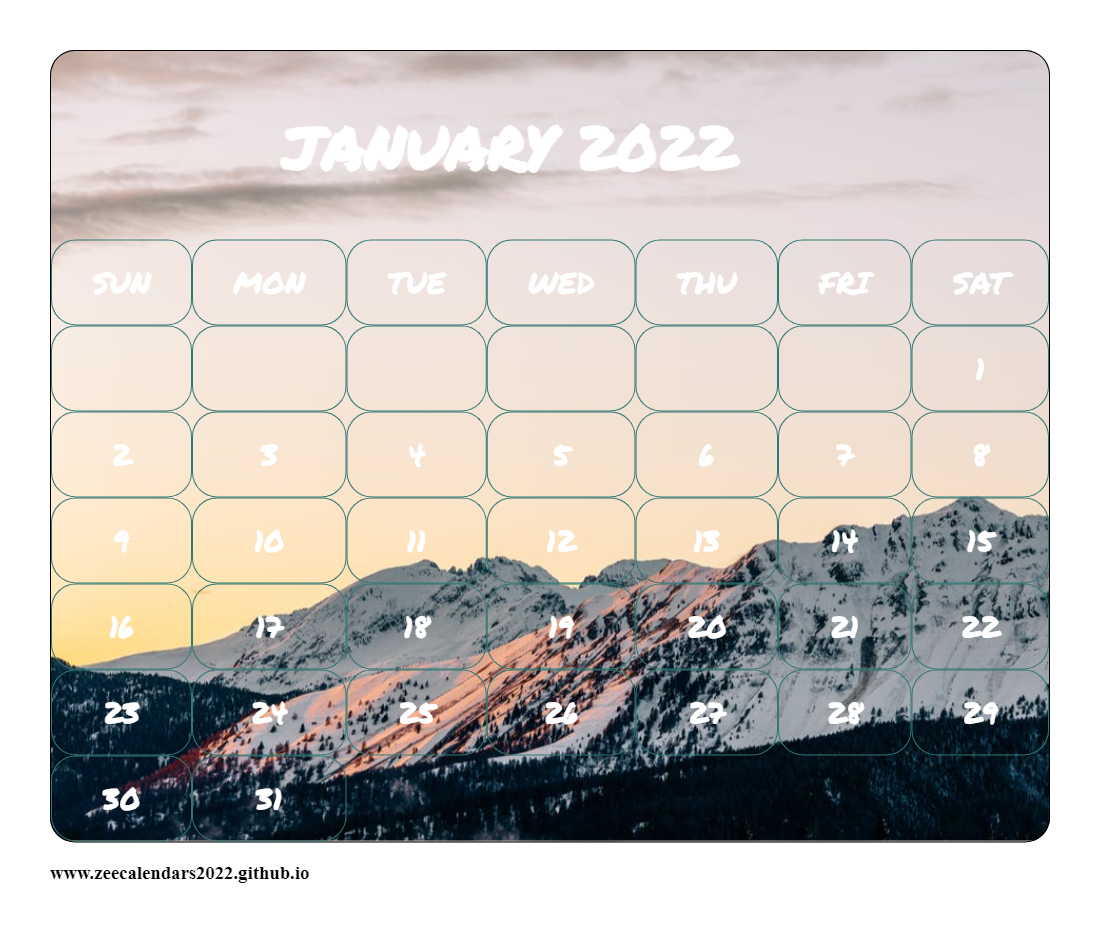 JANUARY 2022
SUN MON TUE WED THU FRI SAT
1
2 3 4 5 6 7 8
9 10 11 12 13 14 15
16 17 18 19 20 21 22
23 24 25 26 27 28 29
30 31
www.zeecalendars2022.github.io